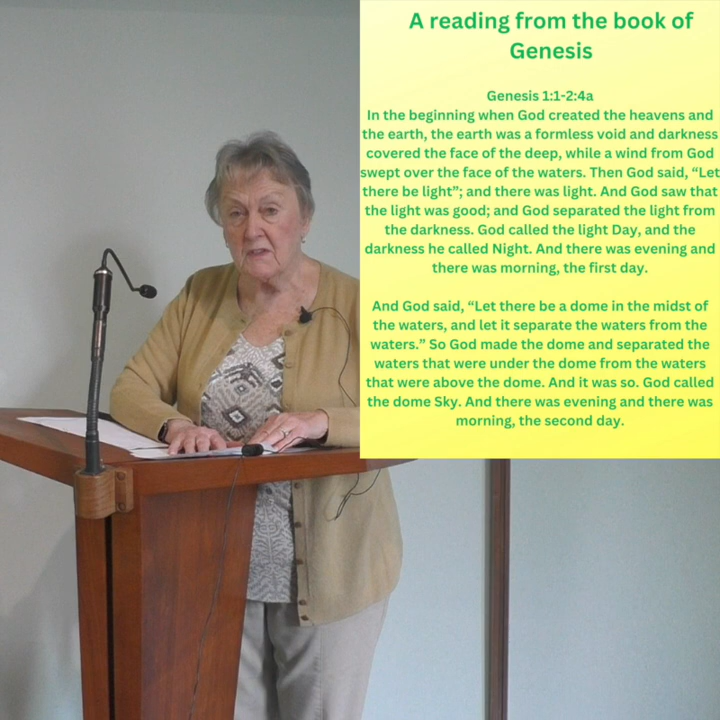 A reading from the book of
Genesis
Genesis 1:1-2:4a
In the beginning when God created the heavens and
the earth, the earth was a formless void and darkness
covered the face of the deep, while a wind from God
swept over the face of the waters. Then God said, “Let
there be light”; and there was light. And God saw that
the light was good; and God separated the light from
the darkness. God called the light Day, and the
darkness he called Night. And there was evening and
there was morning, the first day.
And God said, “Let there be a dome in the midst of
the waters, and let it separate the waters from the
waters.” So God made the dome and separated the
waters that were under the dome from the waters
that were above the dome. And it was so. God called
the dome Sky. And there was evening and there was
morning, the second day.